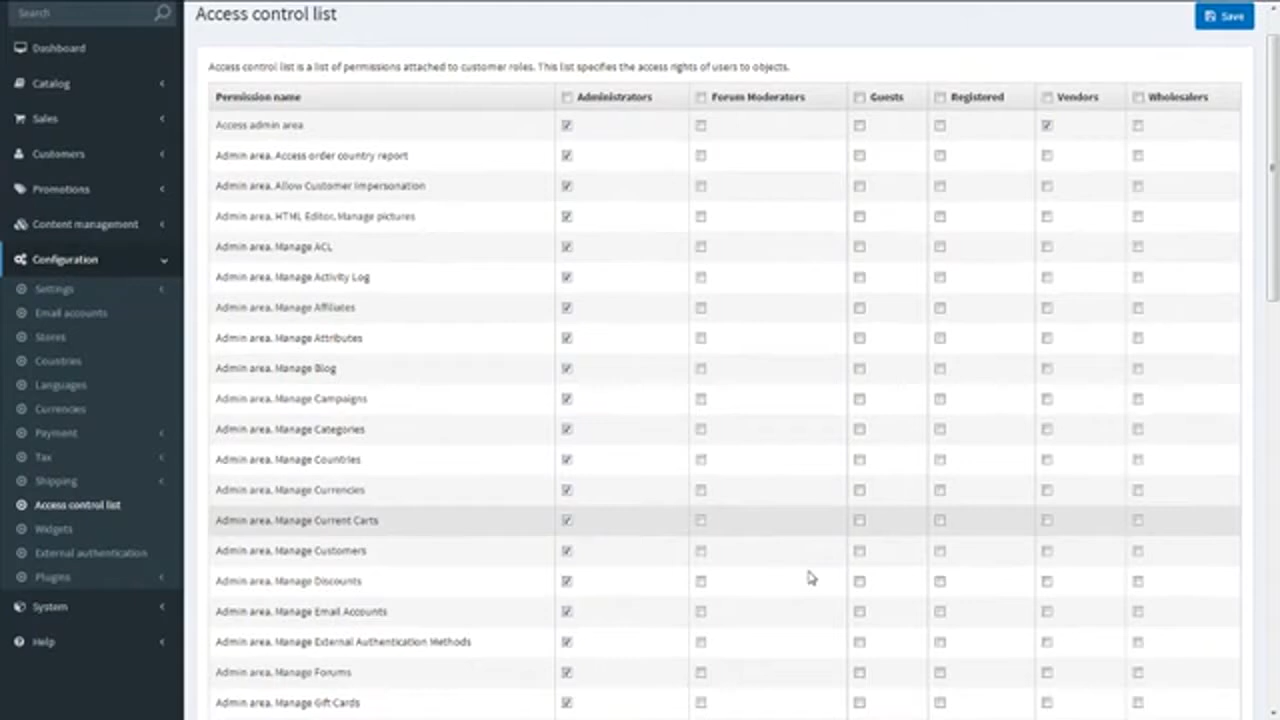 Search
Dashboard
Catalog
Sales
Customers
Promotions
Content management
Configuration
Settings
Email accounts
Stores
Countries
Languages
Currencies
Payment
Tax
Shipping
Access control list
Widgets
External authentication
Plugins
System
Help
Access control list
Save
Access control list is a list of permissions attached to customer roles. This list specifies the access rights of users to objects.
Permission name Administrators Forum Moderators Guests Registered Vendors Wholesalers
Access admin area
Admin area. Access order country report
Admin area. Allow Customer Impersonation
Admin area. HTML Editor. Manage pictures
Admin area. Manage ACL
Admin area. Manage Activity Log
Admin area. Manage Affiliates
Admin area. Manage Attributes
Admin area. Manage Blog
Admin area. Manage Campaigns
Admin area. Manage Categories
Admin area. Manage Countries
Admin area. Manage Currencies
Admin area. Manage Current Carts
Admin area. Manage Customers
Admin area. Manage Discounts
Admin area. Manage Email Accounts
Admin area. Manage External Authentication Methods
Admin area. Manage Forums
Admin area. Manage Gift Cards